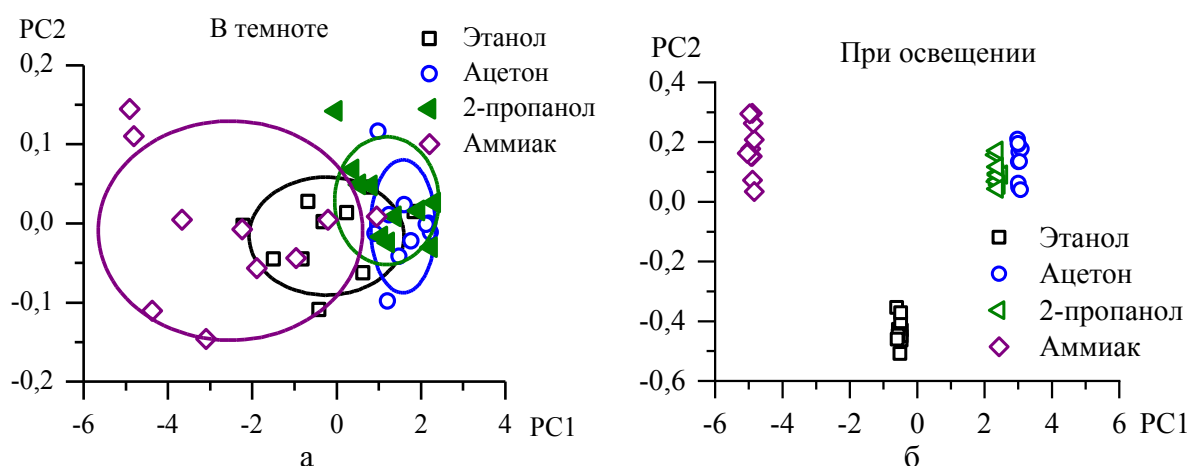 PC2
В темноте
Этанол
Ацетон
2-пропанол
Аммиак
0,2
0,1
0,0
-0,1
-0,2
-6
-4
-2
0
2
4
PC1
а
PC2
При освещении
0,4
0,2
0,0
-0,2
-0,4
-0,6
Этанол
Ацетон
2-пропанол
Аммиак
-6
-4
-2
0
2
4
6
PC1
б